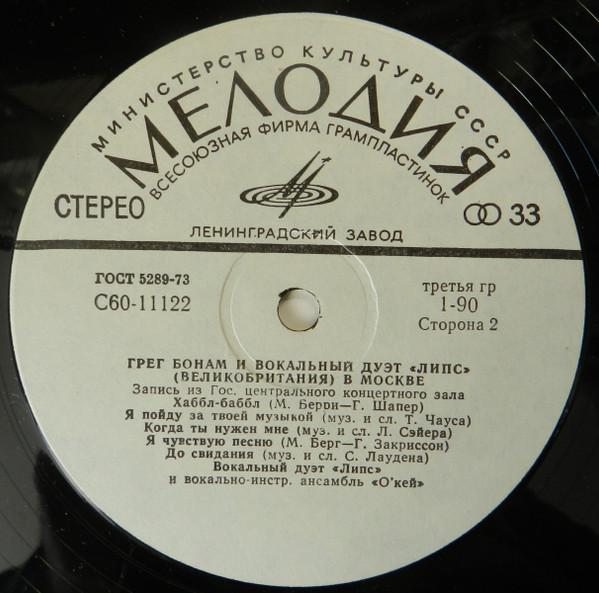 МИНИСТЕРСТВО КУЛЬТУРЫ СССР
МЕЛОДИЯ
ВСЕСОЮЗНАЯ ФИРМА ГРАМПЛАСТИНОК
СТЕРЕО
33
ЛЕНИНГРАДСКИЙ ЗАВОД
ГОСТ 5289-73
С60-11122
третья гр
1-90
Сторона 2
ГРЕГ БОНАМ И ВОКАЛЬНЫЙ ДУЭТ «ЛИПС»
(ВЕЛИКОБРИТАНИЯ) В МОСКВЕ
Запись из Гос. центрального концертного зала
Хаббл-баббл (М. Берри—Г. Шапер)
Я пойду за твоей музыкой (муз. и сл. Т. Чауса)
Когда ты нужен мне (муз. и сл. Л. Сэйера)
Я чувствую песню (М. Берг—Г. Закриссон)
До свидания (муз. и сл. С. Лаудена)
Вокальный дуэт «Липс»
и вокально-инстр. ансамбль «О'кей»